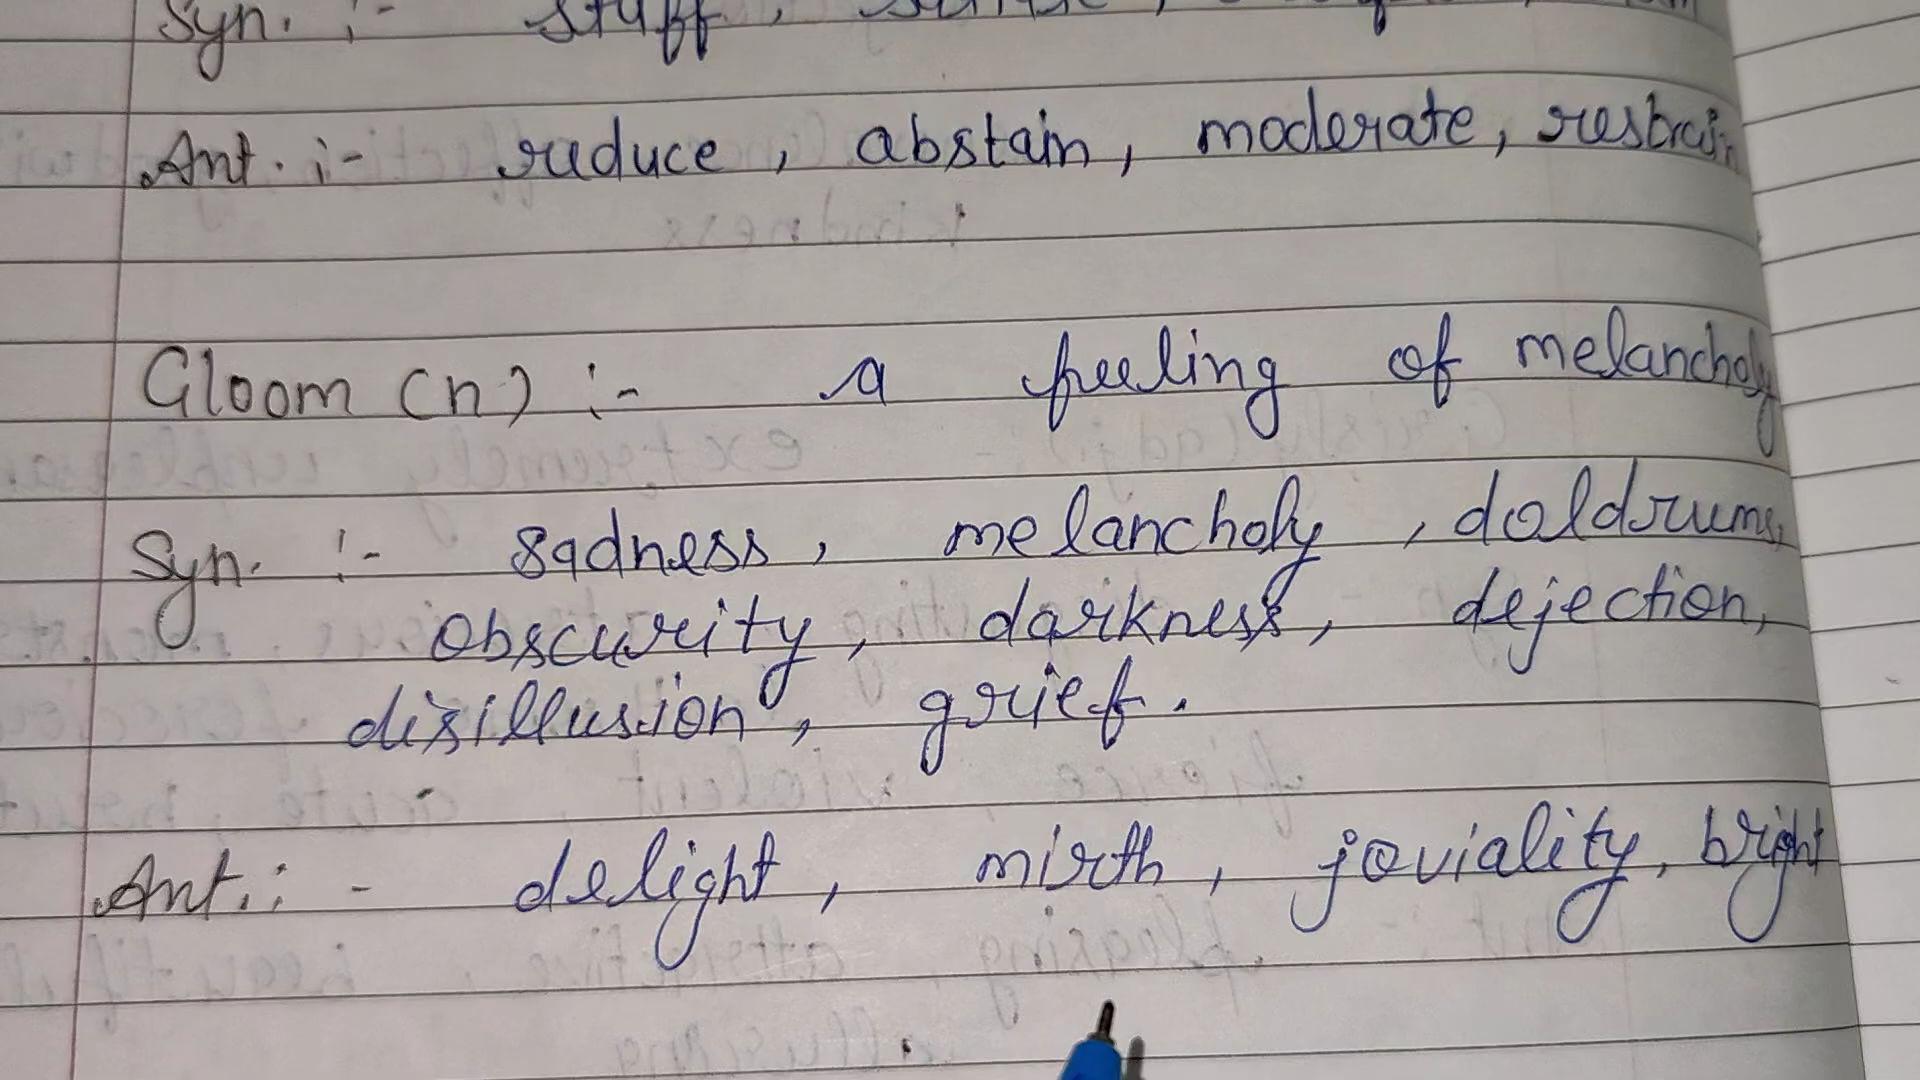 Syn. :- stuff,
Ant. :- reduce, abstain, moderate, restrain
Gloom (n) :- a feeling of melancholy
Syn. :- sadness, melancholy, doldrums,
obscurity, darkness, dejection,
disillusion, grief.
Ant. :- delight, mirth, joviality, bright